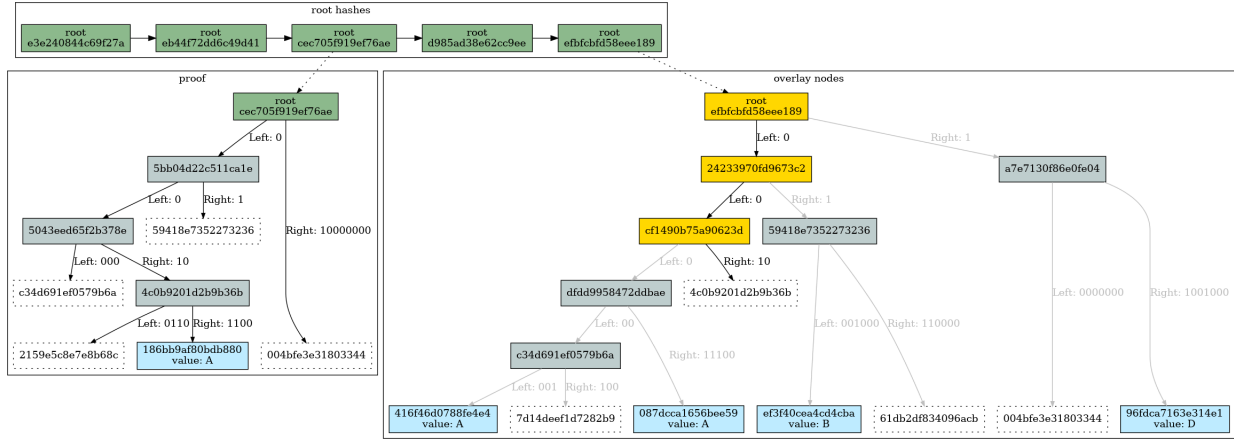 root hashes
root
e3e240844c69f27a
root
eb44f72dd6c49d41
root
cec705f919ef76ae
root
d985ad38e62cc9ee
root
efbfcbfd58eee189
proof
root
cec705f919ef76ae
Left: 0
5bb04d22c511ca1e
Left: 0
Right: 1
Right: 10000000
5043eed65f2b378e
59418e7352273236
Left: 000
Right: 10
c34d691ef0579b6a
4c0b9201d2b9b36b
Left: 0110
Right: 1100
2159e5c8e7e8b68c
186bb9af80bdb880
value: A
004bfe3e31803344
overlay nodes
root
efbfcbfd58eee189
Left: 0
Right: 1
24233970fd9673c2
a7e7130f86e0fe04
Left: 0
Right: 1
cf1490b75a90623d
59418e7352273236
Left: 0
Right: 10
dfdd9958472ddbae
4c0b9201d2b9b36b
Left: 00
Right: 11100
Left: 001000
Right: 110000
Left: 0000000
Right: 1001000
c34d691ef0579b6a
Left: 001
Right: 100
416f46d0788fe4e4
value: A
7d14deef1d7282b9
087dcca1656bee59
value: A
ef3f40cea4cd4cba
value: B
61db2df834096acb
004bfe3e31803344
96fdca7163e314e1
value: D